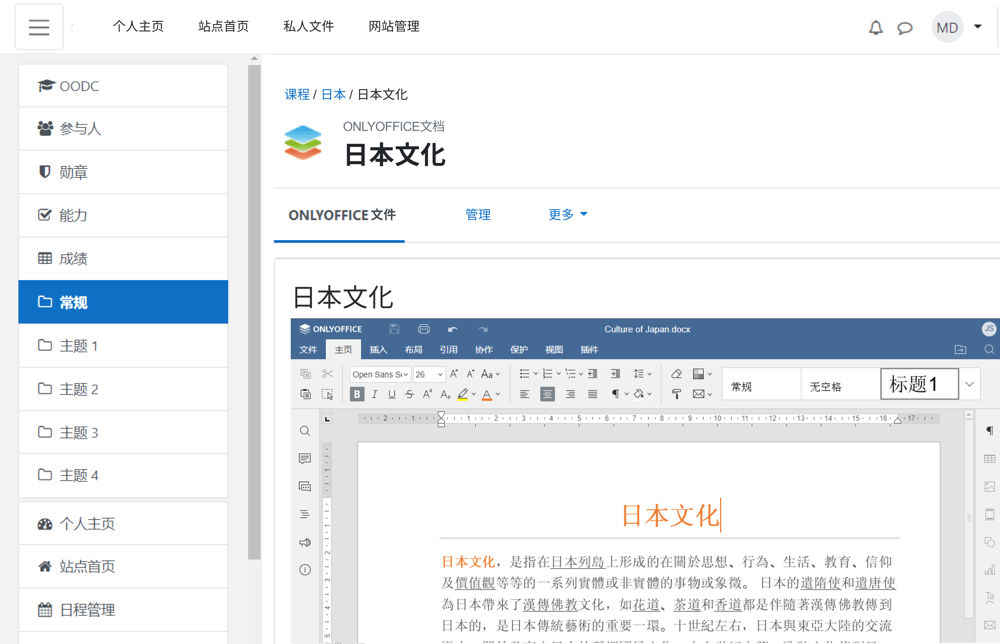 个人主页 站点首页 私人文件 网站管理 MD
OODC
参与人
勋章
能力
成绩
常规
主题 1
主题 2
主题 3
主题 4
个人主页
站点首页
日程管理
课程 / 日本 / 日本文化
ONLYOFFICE文档
日本文化
ONLYOFFICE 文件 管理 更多
日本文化
ONLYOFFICE Culture of Japan.docx JS
文件 主页 插入 布局 引用 协作 保护 视图 插件
Open Sans 26 Aa
常规 无空格 标题1
2 1 1 2 3 4 5 6 7 8 9 10 11 12 13 14 15 16 17
日本文化
日本文化，是指在日本列島上形成的在關於思想、行為、生活、教育、信仰
及價值觀等等的一系列實體或非實體的事物或象徵。 日本的遣隋使和遣唐使
為日本帶來了漢傳佛教文化，如花道、茶道和香道都是伴隨著漢傳佛教傳到
日本的，是日本傳統藝術的重要一環。十世紀左右，日本與東亞大陸的交流